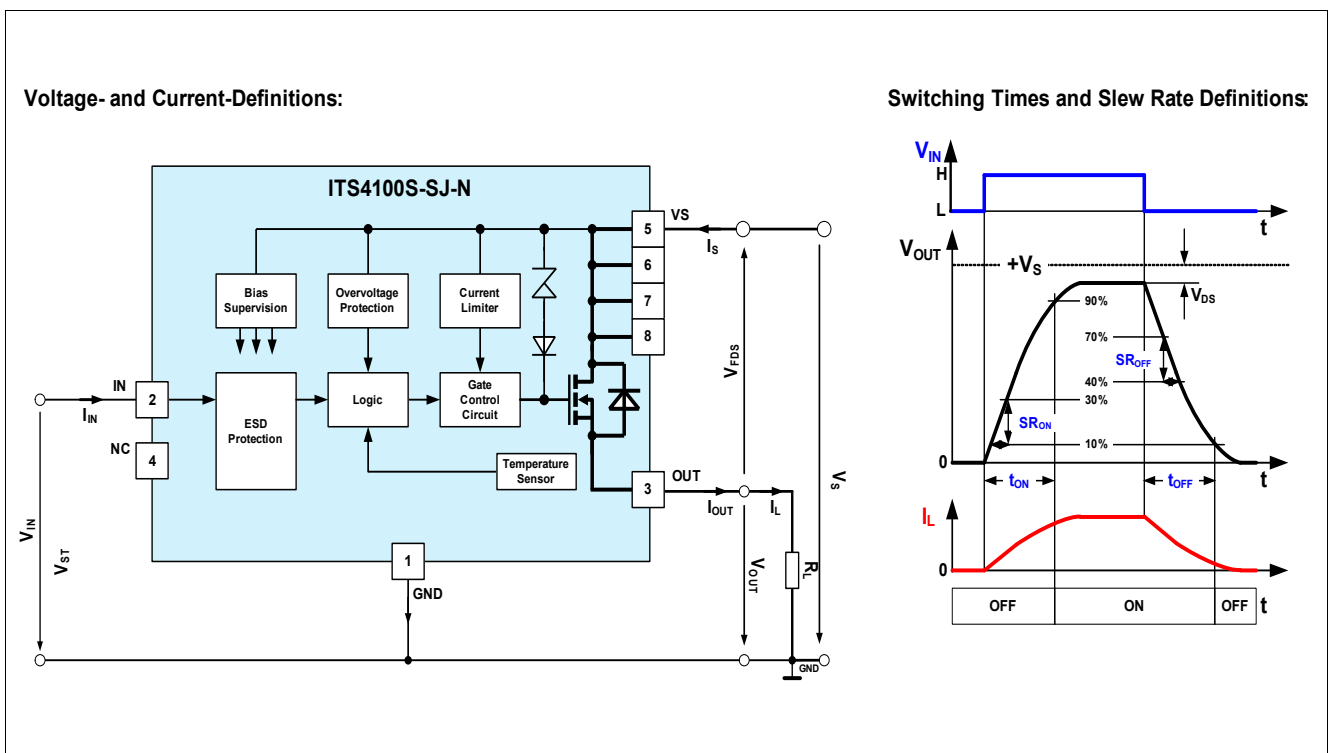 Voltage- and Current-Definitions:
Switching Times and Slew Rate Definitions:
ITS4100S-SJ-N
VS
5
6
7
8
IS
Bias
Supervision
Overvoltage
Protection
Current
Limiter
IN
2
IIN
NC
4
ESD
Protection
Logic
Gate
Control
Circuit
Temperature
Sensor
OUT
3
IOUT
IL
1
GND
VIN
VST
VFDS
VOUT
RL
VS
GND
VIN
H
L
t
VOUT
+VS
VDS
90%
70%
SROFF
40%
30%
SRON
10%
0
tON
tOFF
t
IL
0
OFF
ON
OFF
t